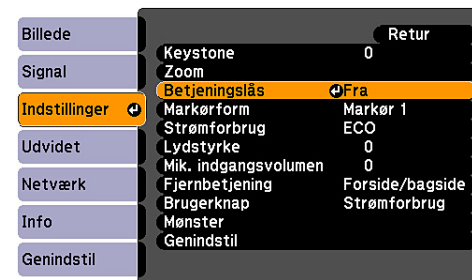 Billede
Signal
Indstillinger
Udvidet
Netværk
Info
Genindstil
Retur
Keystone 0
Zoom
Betjeningslås Fra
Markørform Markør 1
Strømforbrug ECO
Lydstyrke 0
Mik. indgangsvolumen 0
Fjernbetjening Forside/bagside
Brugerknap Strømforbrug
Mønster
Genindstil